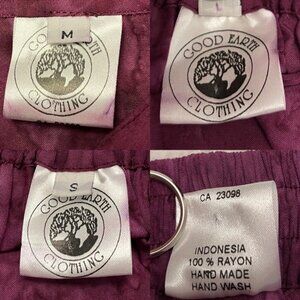 M
GOOD EARTH
CLOTHING
L
GOOD EARTH
CLOTHING
S
GOOD EARTH
CLOTHING
CA 23098
INDONESIA
100 % RAYON
HAND MADE
HAND WASH